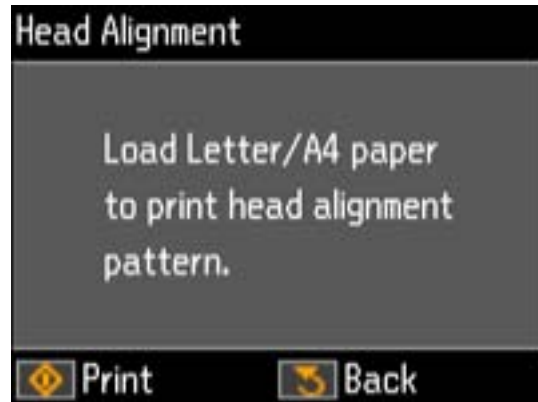 Head Alignment
Load Letter/A4 paper
to print head alignment
pattern.
Print Back